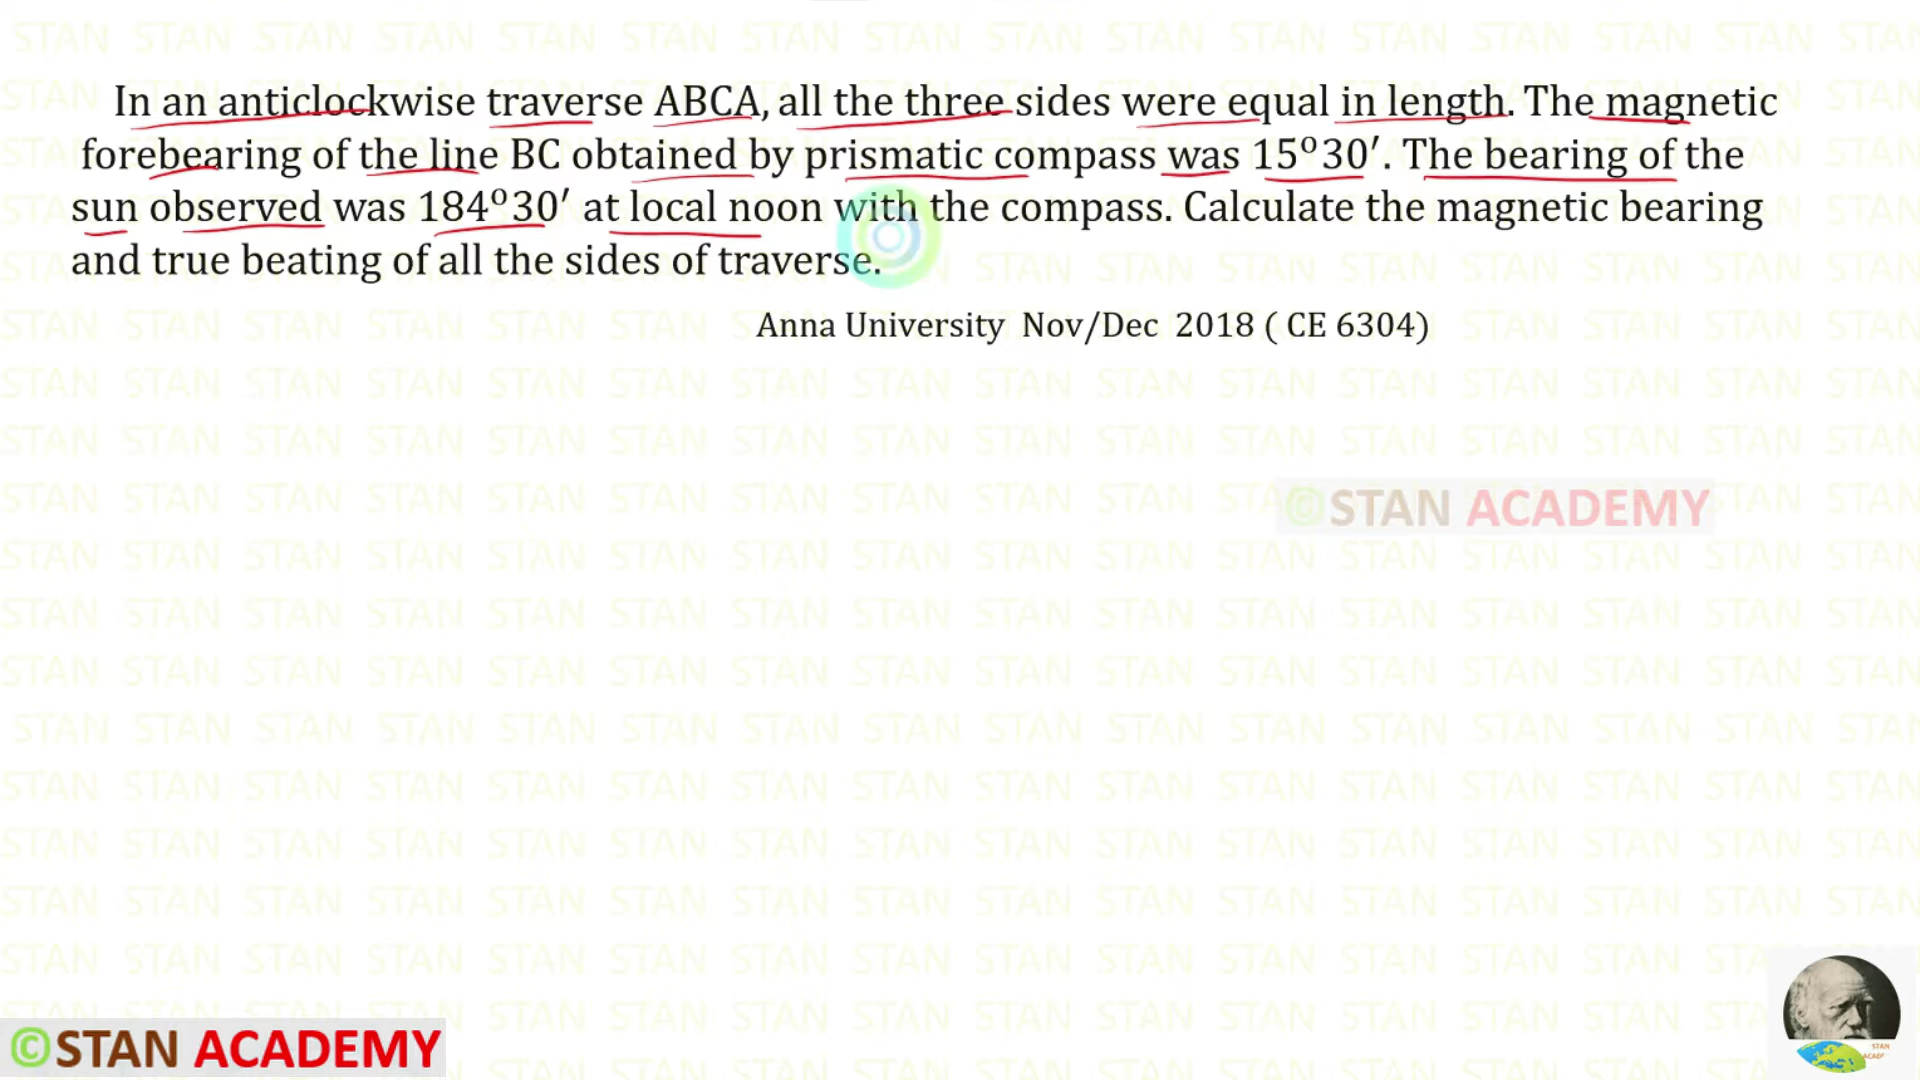 In an anticlockwise traverse ABCA, all the three sides were equal in length. The magnetic
forebearing of the line BC obtained by prismatic compass was 15°30′. The bearing of the
sun observed was 184°30′ at local noon with the compass. Calculate the magnetic bearing
and true beating of all the sides of traverse.
Anna University Nov/Dec 2018 ( CE 6304)
©STAN ACADEMY
©STAN ACADEMY